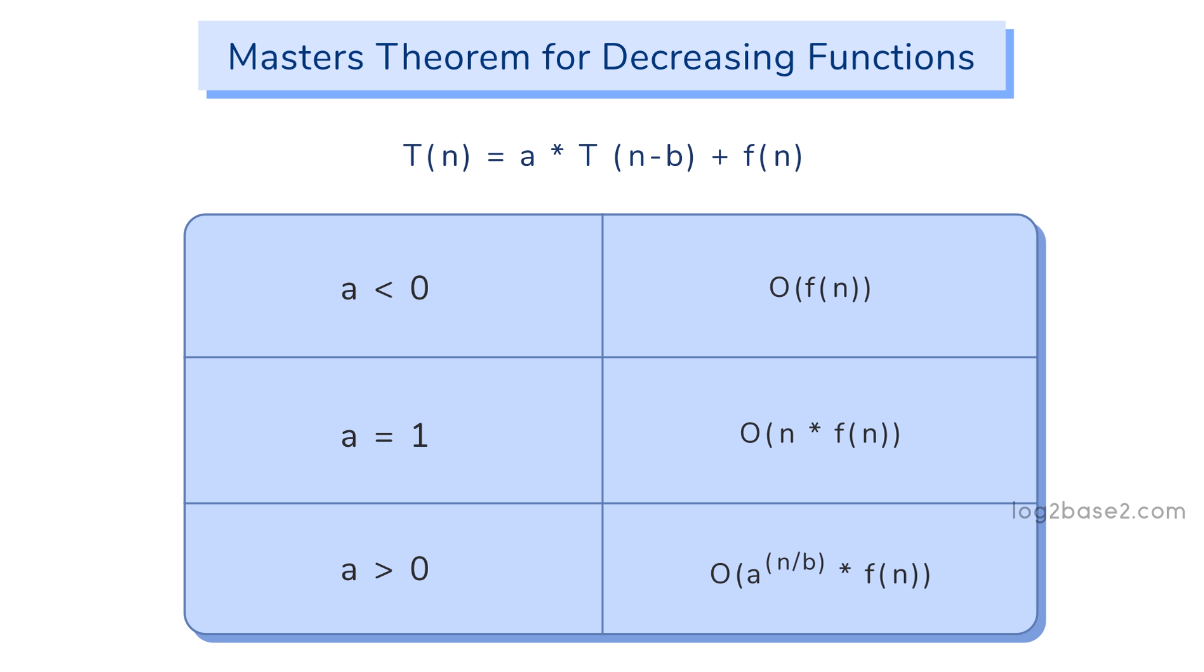 Masters Theorem for Decreasing Functions
T(n) = a * T (n-b) + f(n)
a < 0
O(f(n))
a = 1
O(n * f(n))
log2base2.com
a > 0
O(a^(n/b) * f(n))